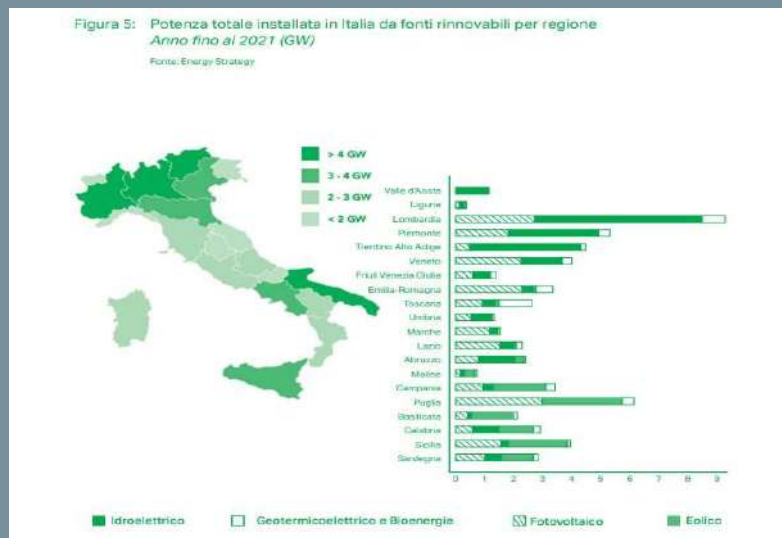 Figura 5: Potenza totale installata in Italia da fonti rinnovabili per regione
Anno fino al 2021 (GW)
Fonte: Energy Strategy
> 4 GW
3 - 4 GW
2 - 3 GW
< 2 GW
Valle d'Aosta
Liguria
Lombardia
Piemonte
Trentino Alto Adige
Veneto
Friuli Venezia Giulia
Emilia-Romagna
Toscana
Umbria
Marche
Lazio
Abruzzo
Molise
Campania
Puglia
Basilicata
Calabria
Sicilia
Sardegna
0 1 2 3 4 5 6 7 8 9
Idroelettrico
Geotermicoelettrico e Bioenergie
Fotovoltaico
Eolico